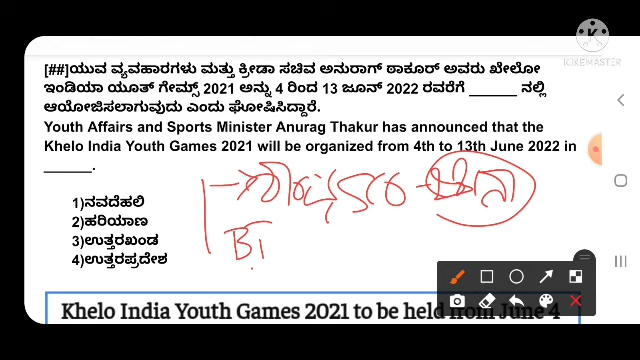 [##]ಯುವ ವ್ಯವಹಾರಗಳು ಮತ್ತು ಕ್ರೀಡಾ ಸಚಿವ ಅನುರಾಗ್ ಠಾಕೂರ್ ಅವರು ಖೇಲೋ
ಇಂಡಿಯಾ ಯೂತ್ ಗೇಮ್ಸ್ 2021 ಅನ್ನು 4 ರಿಂದ 13 ಜೂನ್ 2022 ರವರೆಗೆ ______ ನಲ್ಲಿ
ಆಯೋಜಿಸಲಾಗುವುದು ಎಂದು ಘೋಷಿಸಿದ್ದಾರೆ.
Youth Affairs and Sports Minister Anurag Thakur has announced that the
Khelo India Youth Games 2021 will be organized from 4th to 13th June 2022 in
______.
1)ನವದೆಹಲಿ
2)ಹರಿಯಾಣ
3)ಉತ್ತರಖಂಡ
4)ಉತ್ತರಪ್ರದೇಶ
Khelo India Youth Games 2021 to be held from June 4
KINEMASTER